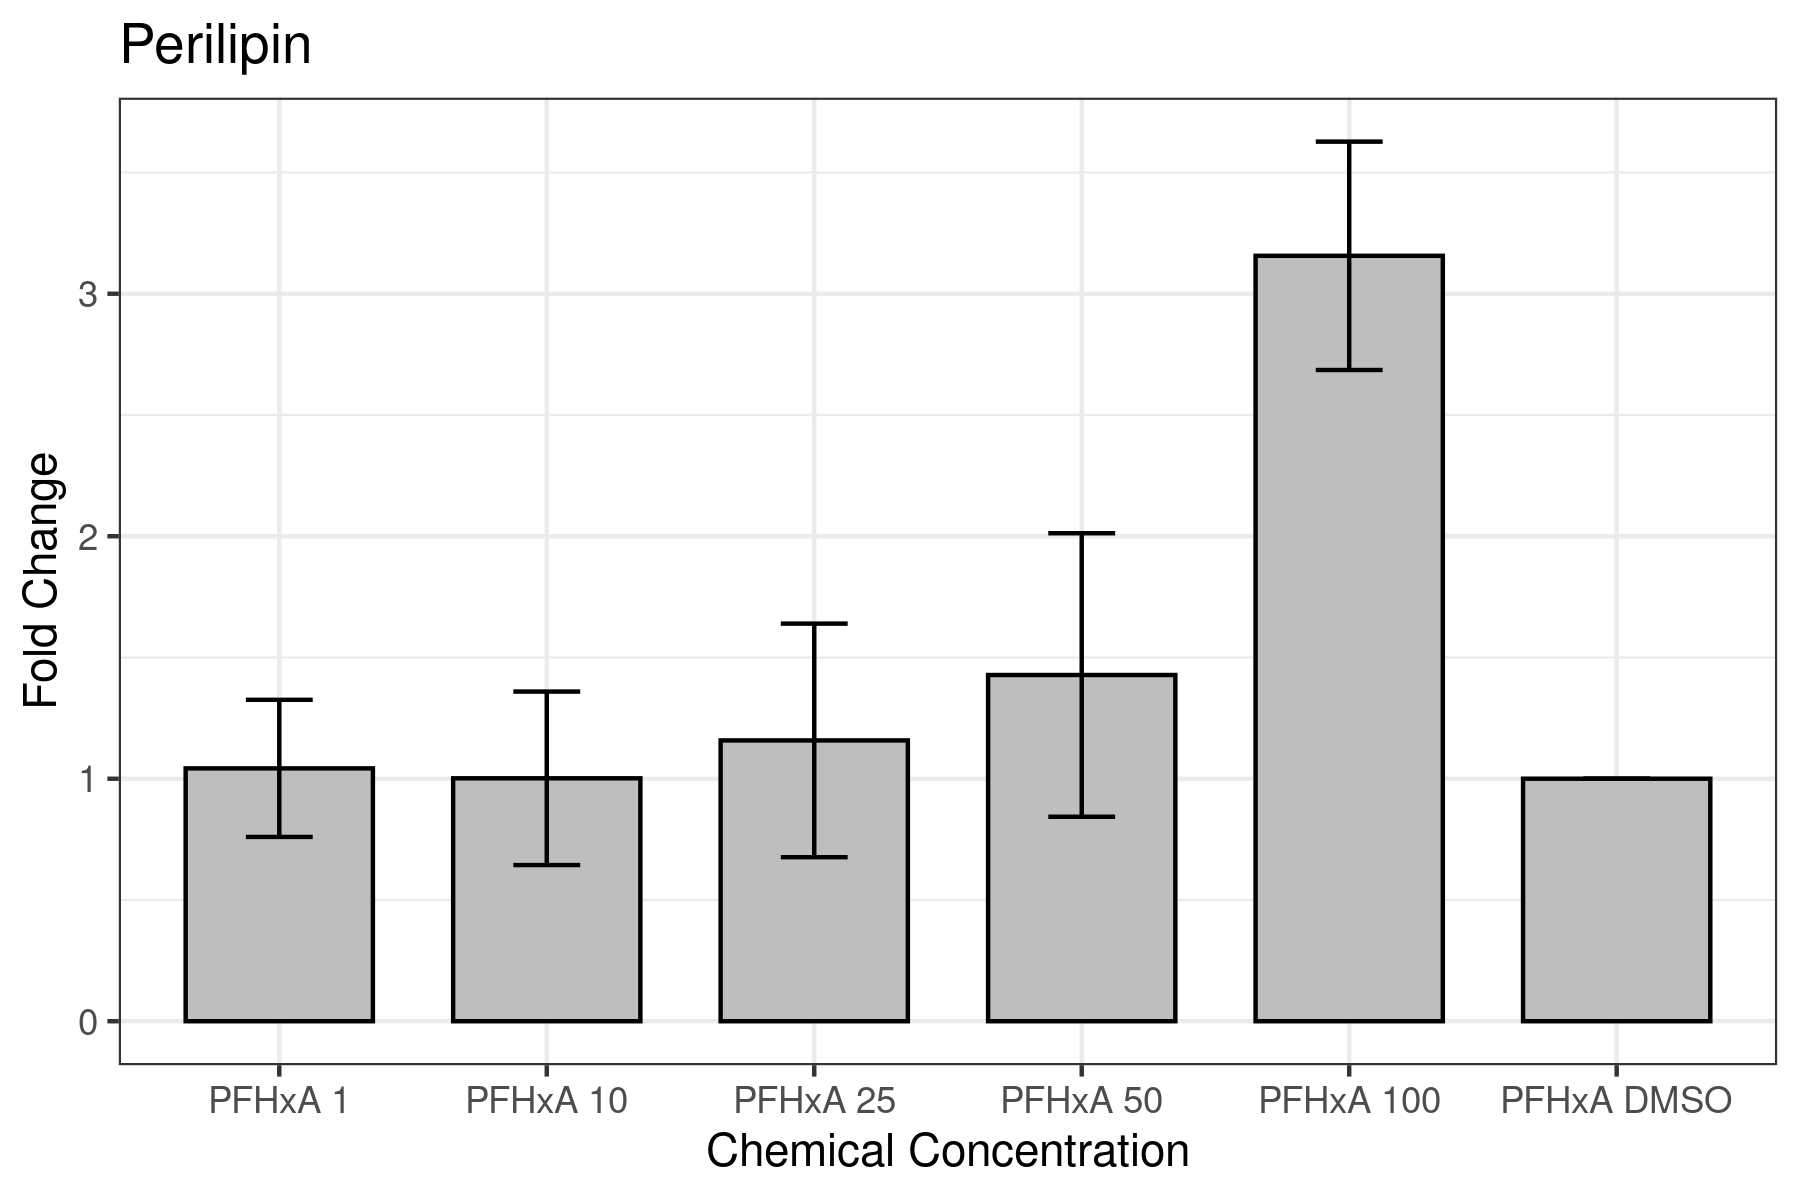 Perilipin
Fold Change
3
2
1
0
PFHxA 1 PFHxA 10 PFHxA 25 PFHxA 50 PFHxA 100 PFHxA DMSO
Chemical Concentration